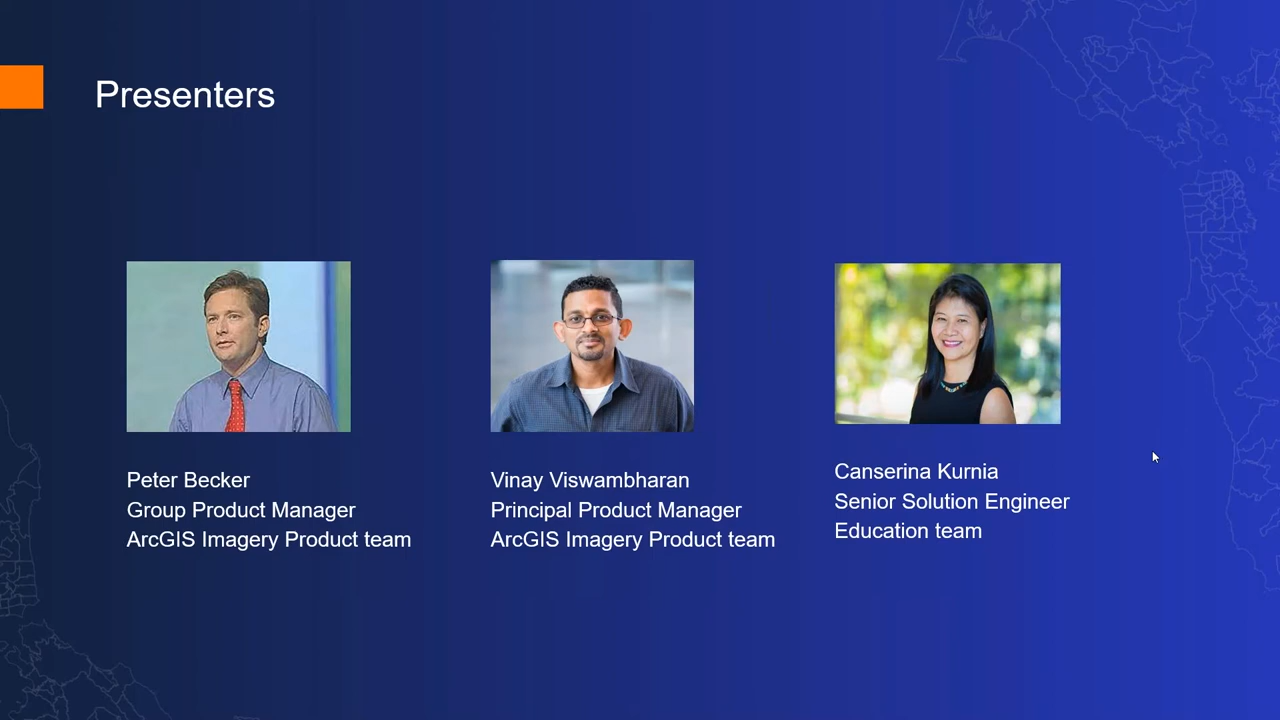 Presenters
Peter Becker
Group Product Manager
ArcGIS Imagery Product team
Vinay Viswambharan
Principal Product Manager
ArcGIS Imagery Product team
Canserina Kurnia
Senior Solution Engineer
Education team